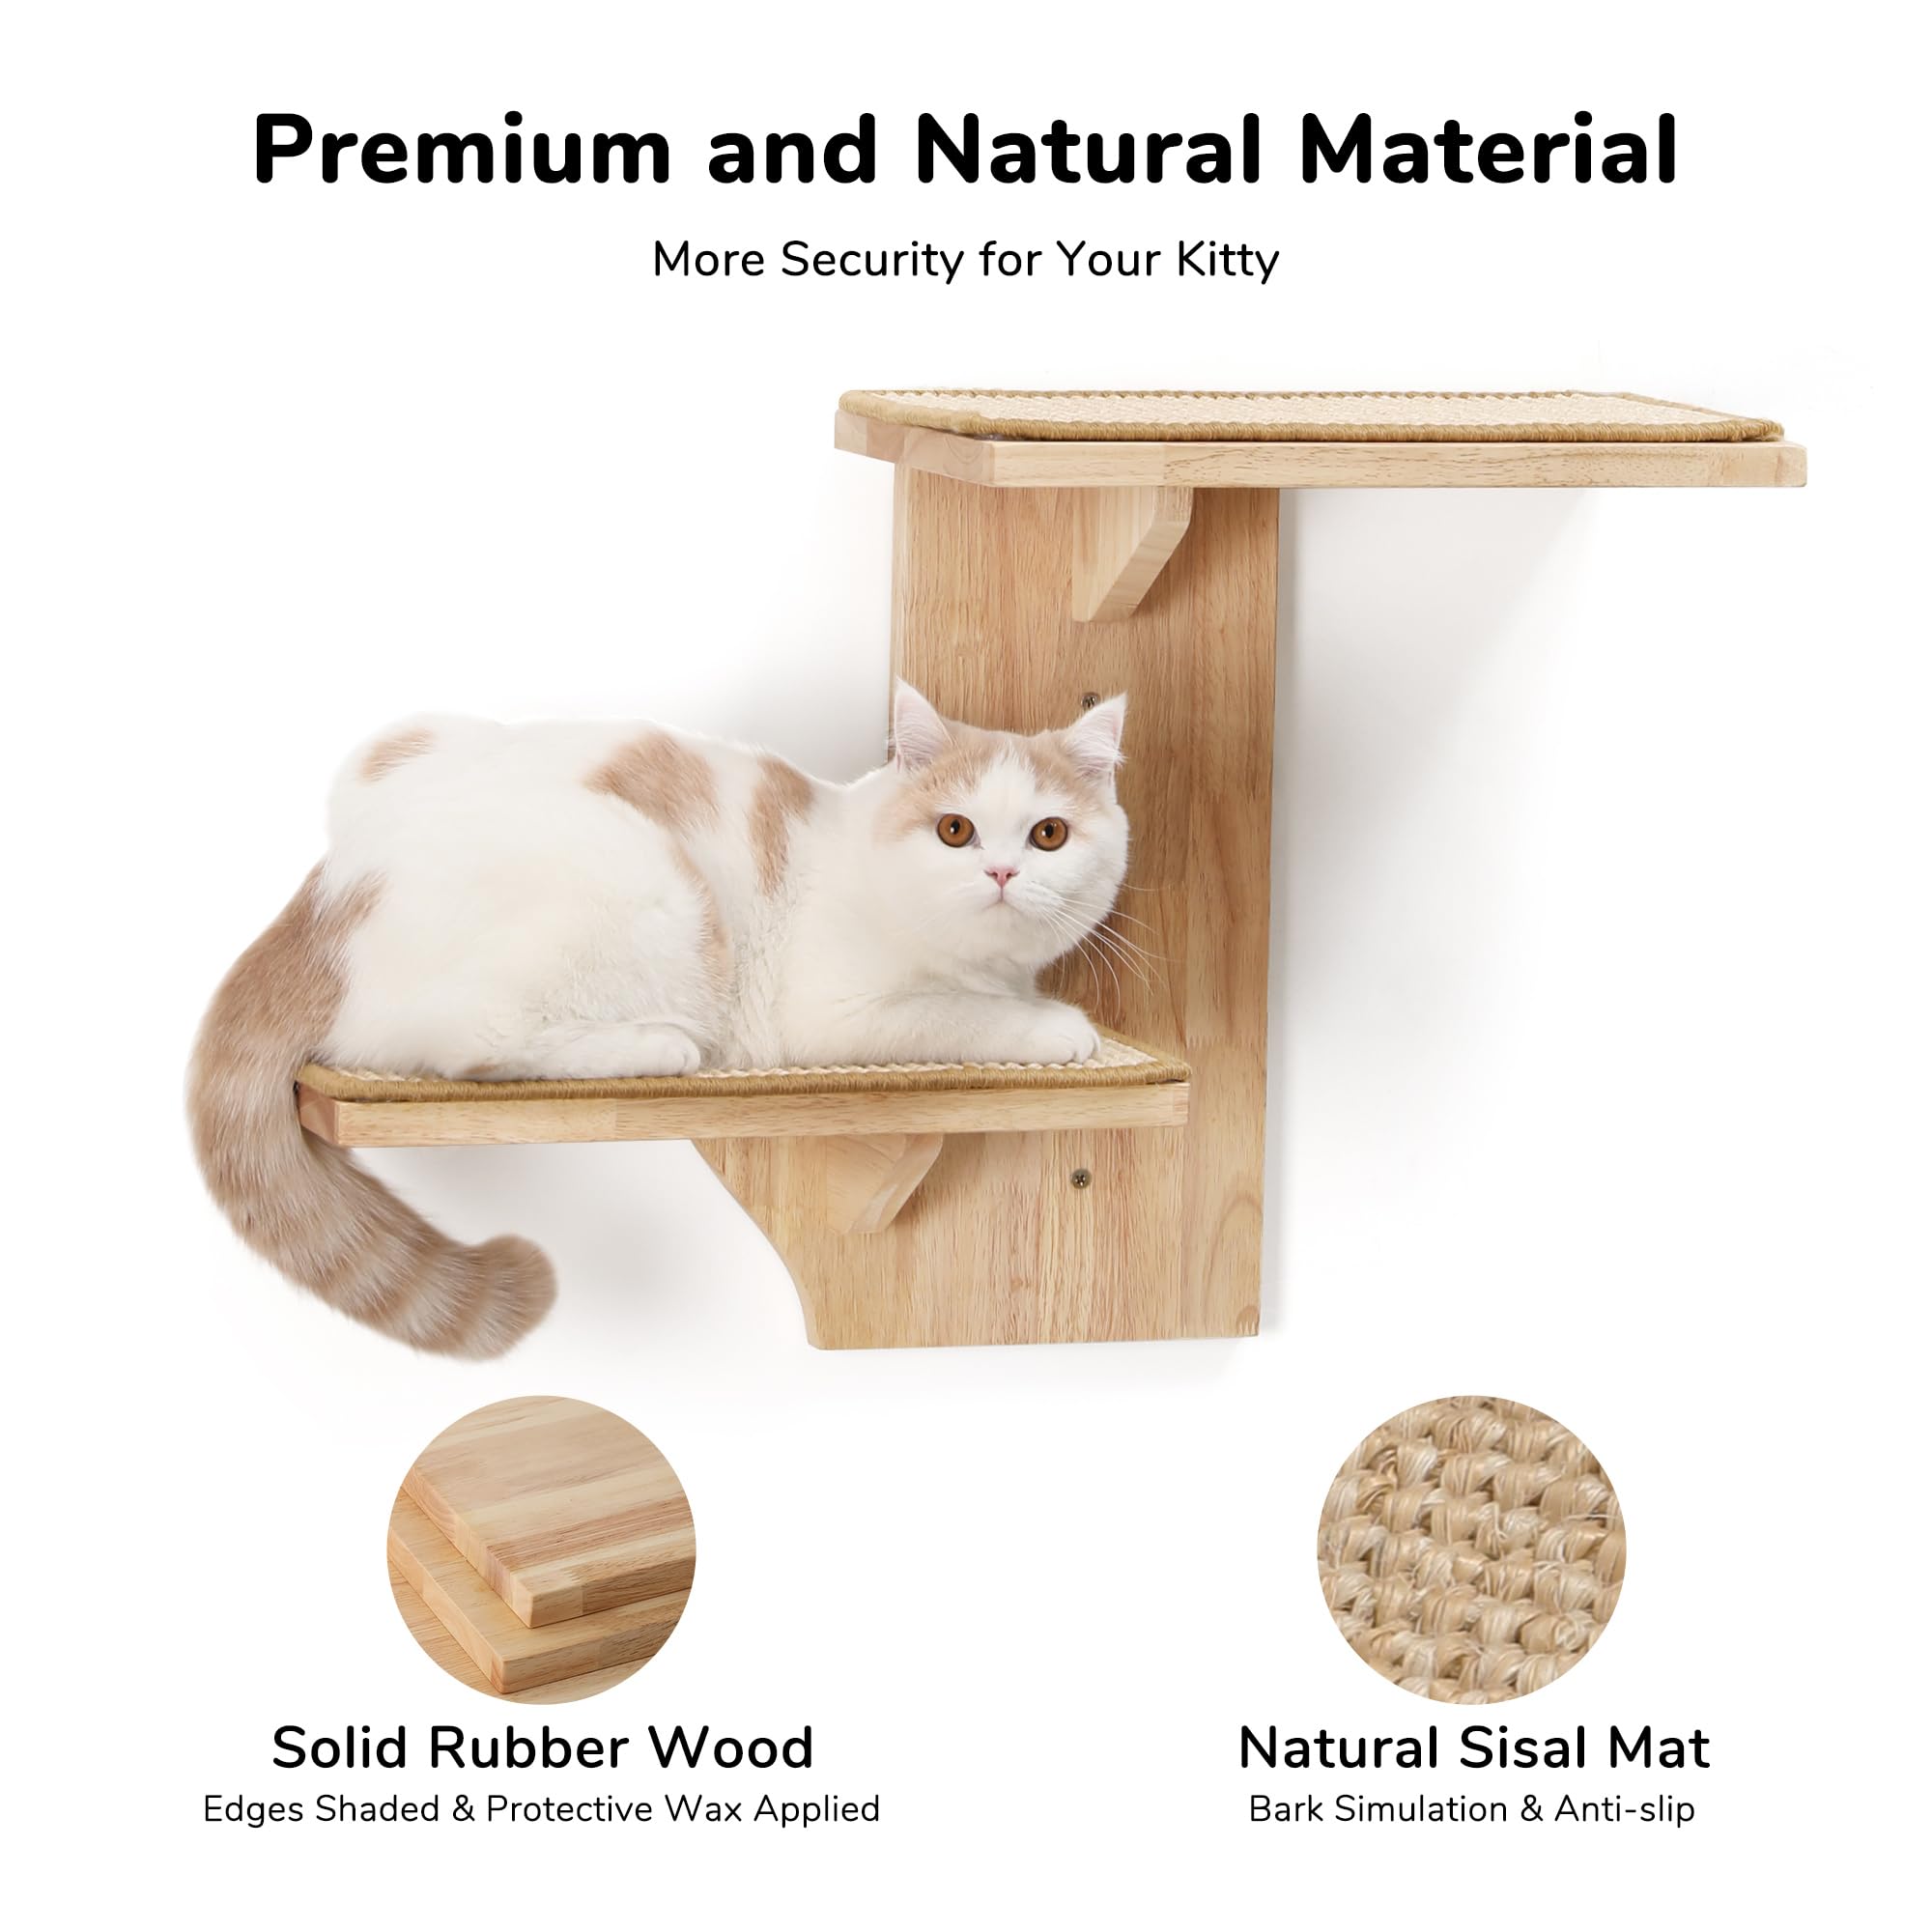 Premium and Natural Material
More Security for Your Kitty
Solid Rubber Wood
Edges Shaded & Protective Wax Applied
Natural Sisal Mat
Bark Simulation & Anti-slip